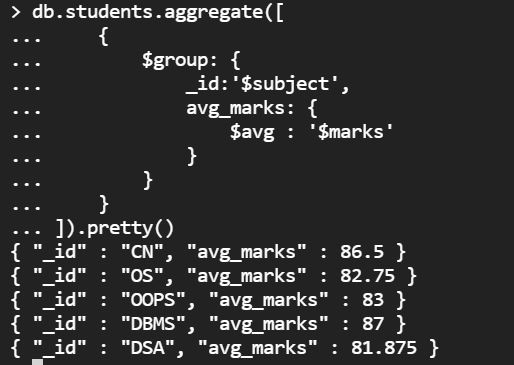 > db.students.aggregate([
...     {
...         $group: {
...             _id:'$subject',
...             avg_marks: {
...                 $avg : '$marks'
...             }
...         }
...     }
... ]).pretty()
{ "_id" : "CN", "avg_marks" : 86.5 }
{ "_id" : "OS", "avg_marks" : 82.75 }
{ "_id" : "OOPS", "avg_marks" : 83 }
{ "_id" : "DBMS", "avg_marks" : 87 }
{ "_id" : "DSA", "avg_marks" : 81.875 }